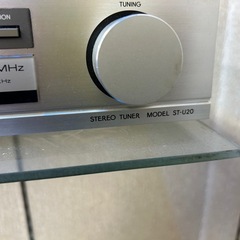 TUNING
MHz
STEREO TUNER MODEL ST-U20